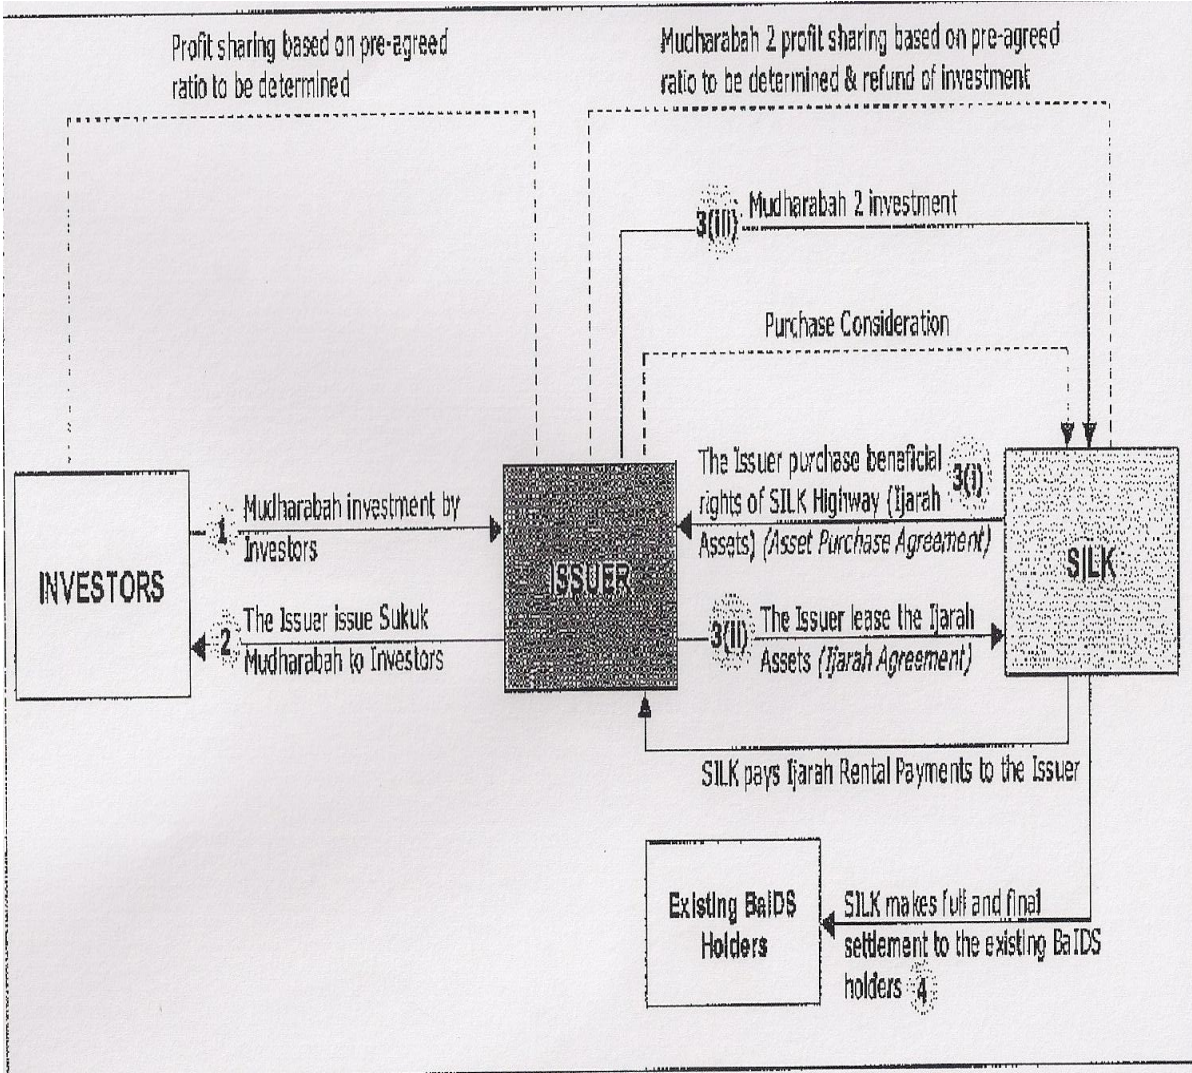 Profit sharing based on pre-agreed
ratio to be determined
Mudharabah 2 profit sharing based on pre-agreed
ratio to be determined & refund of investment
3(iii)
Mudharabah 2 investment
Purchase Consideration
INVESTORS
1
Mudharabah investment by
Investors
2
The Issuer issue Sukuk
Mudharabah to Investors
ISSUER
The Issuer purchase beneficial
rights of SILK Highway (Ijarah
Assets) (Asset Purchase Agreement)
3(i)
3(ii)
The Issuer lease the Ijarah
Assets (Ijarah Agreement)
SILK
SILK pays Ijarah Rental Payments to the Issuer
Existing BaIDS
Holders
SILK makes full and final
settlement to the existing BaIDS
holders 4